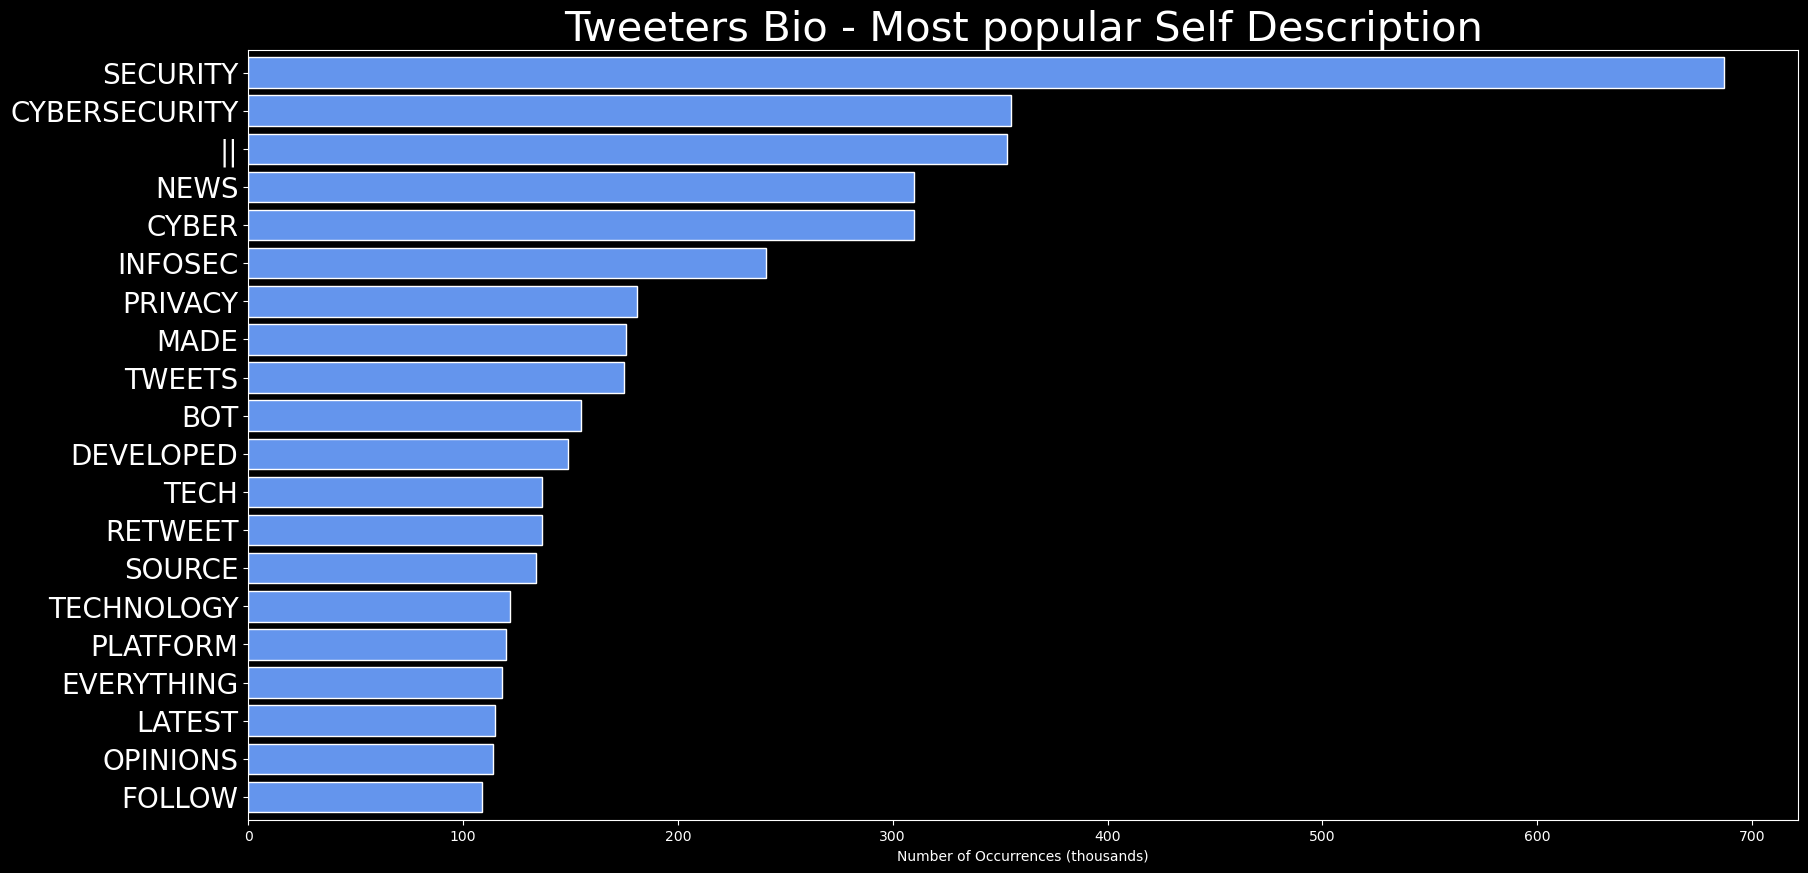 Tweeters Bio - Most popular Self Description
SECURITY
CYBERSECURITY
||
NEWS
CYBER
INFOSEC
PRIVACY
MADE
TWEETS
BOT
DEVELOPED
TECH
RETWEET
SOURCE
TECHNOLOGY
PLATFORM
EVERYTHING
LATEST
OPINIONS
FOLLOW
0 100 200 300 400 500 600 700
Number of Occurrences (thousands)